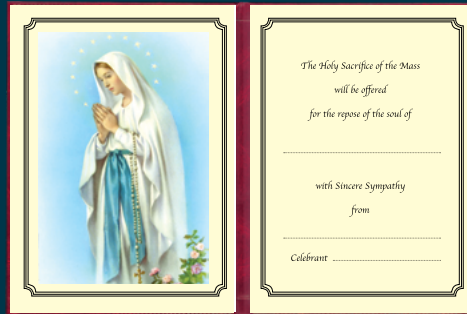 The Holy Sacrifice of the Mass
will be offered
for the repose of the soul of
with Sincere Sympathy
from
Celebrant